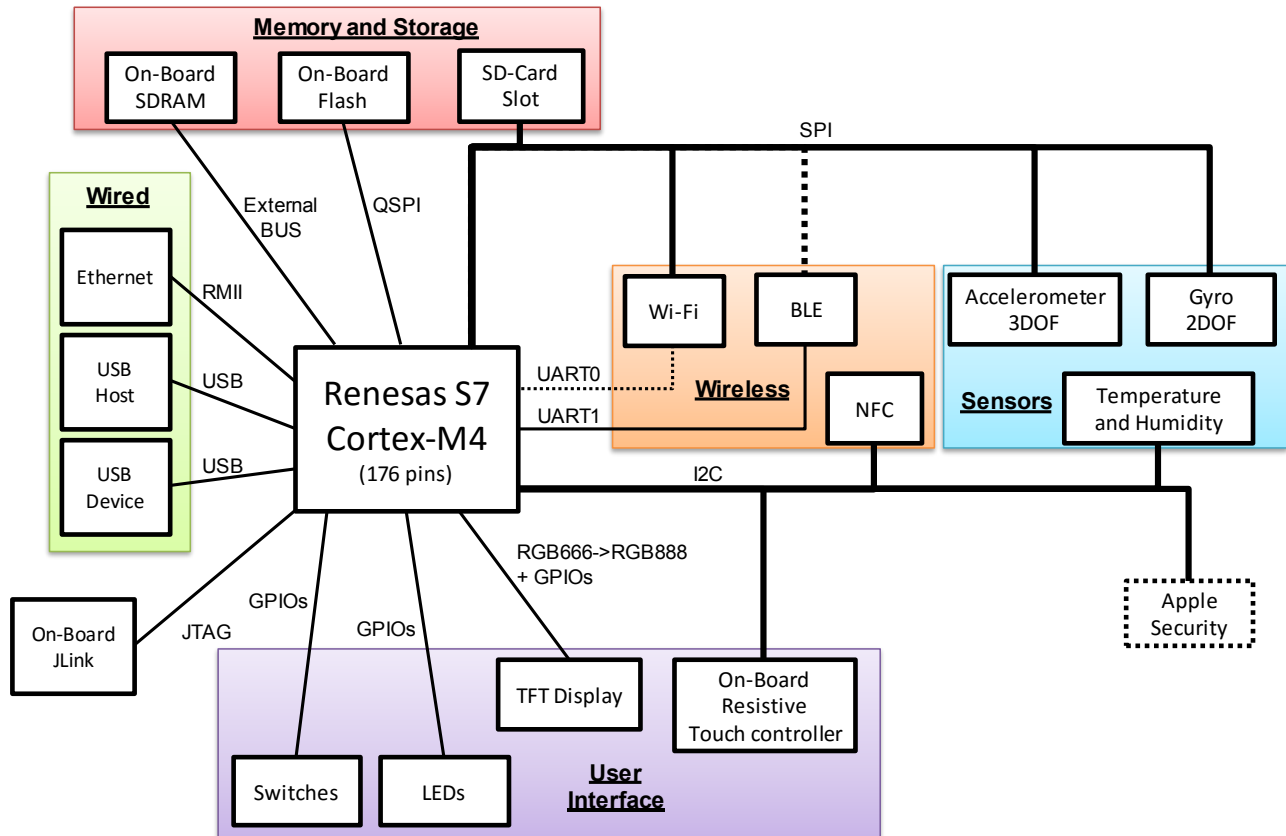 Memory and Storage
On-Board
SDRAM
On-Board
Flash
SD-Card
Slot
SPI
Wired
External
BUS
QSPI
Ethernet
RMII
Wi-Fi
BLE
Accelerometer
3DOF
Gyro
2DOF
USB
Host
USB
Renesas S7
Cortex-M4
(176 pins)
UART0
UART1
Wireless
NFC
Sensors
Temperature
and Humidity
USB
Device
USB
I2C
RGB666->RGB888
+ GPIOs
GPIOs
GPIOs
JTAG
On-Board
JLink
Apple
Security
TFT Display
On-Board
Resistive
Touch controller
Switches
LEDs
User
Interface